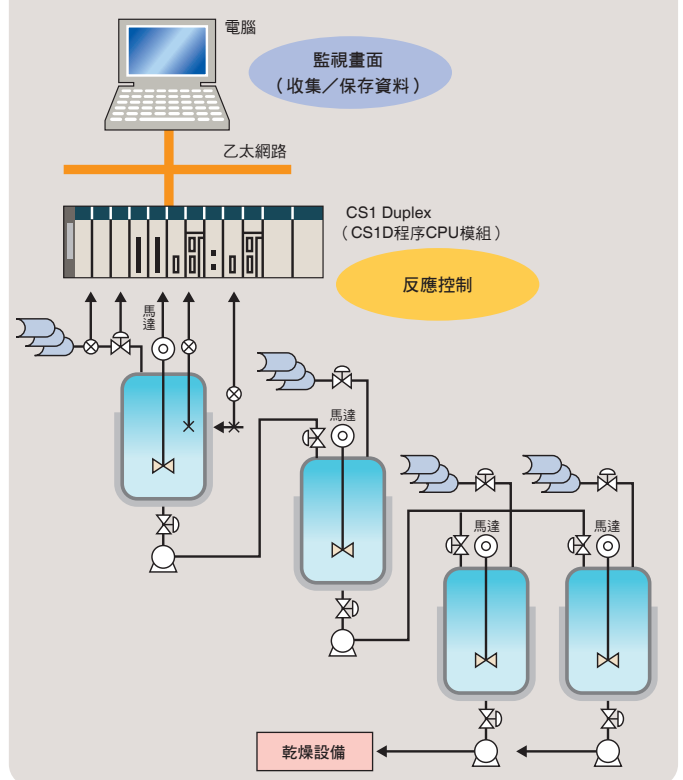 電腦
監視畫面
（收集／保存資料）
乙太網路
CS1 Duplex
（CS1D程序CPU模組）
反應控制
馬達
馬達
馬達
馬達
乾燥設備